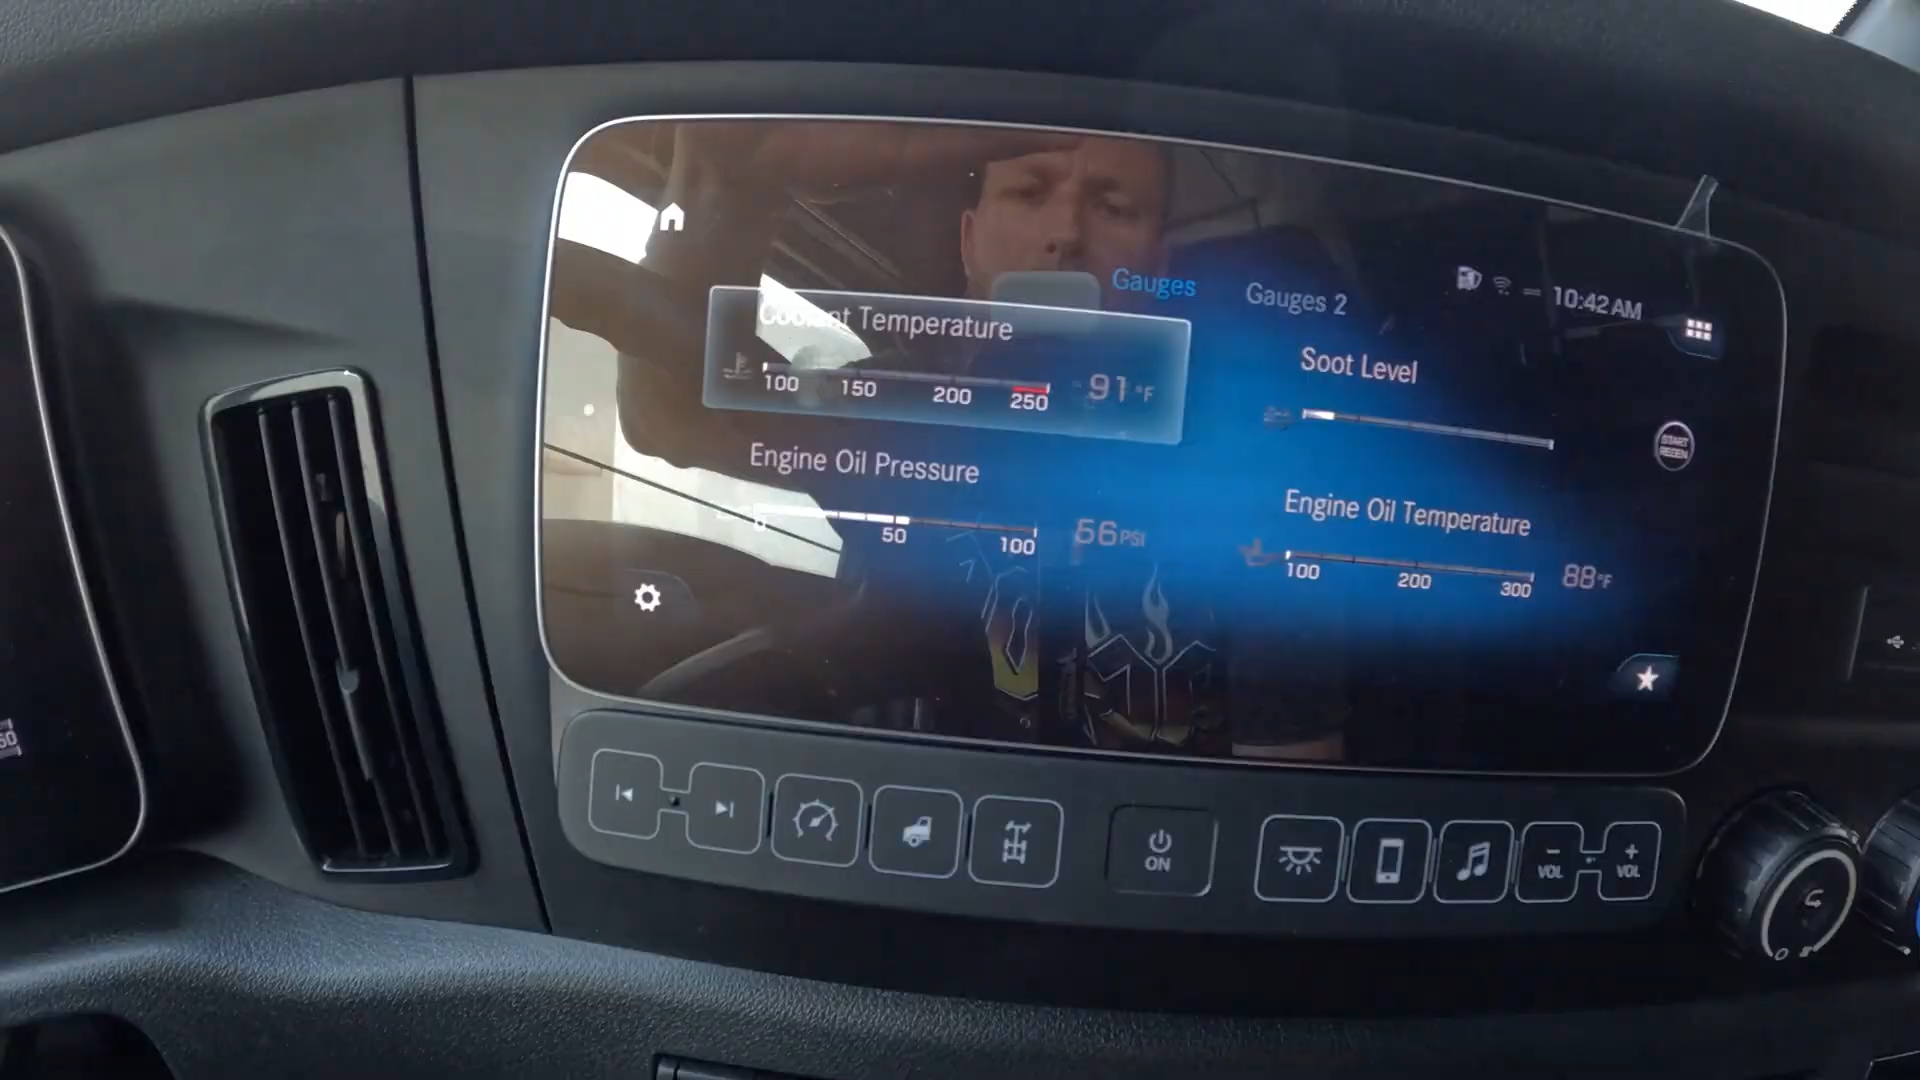 Gauges
Gauges 2
10:42 AM
Coolant Temperature
100 150 200 250
91°F
Soot Level
START
REGEN
Engine Oil Pressure
50 100
56 PSI
Engine Oil Temperature
100 200 300
88°F
ON
- VOL
+ VOL